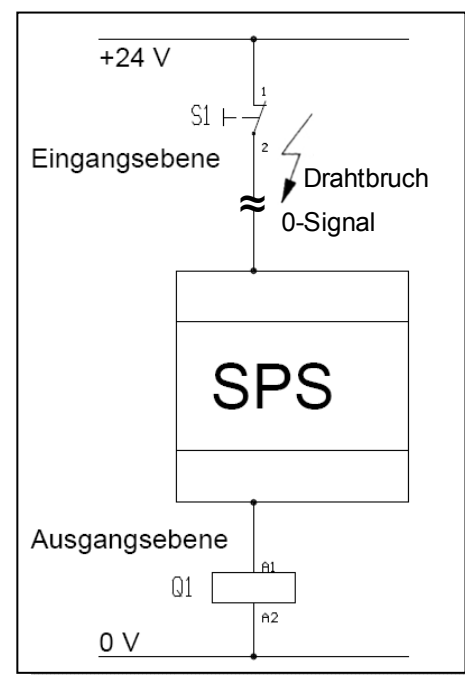 +24 V
1
S1
2
Eingangsebene
Drahtbruch
0-Signal
SPS
Ausgangsebene
A1
Q1
A2
0 V